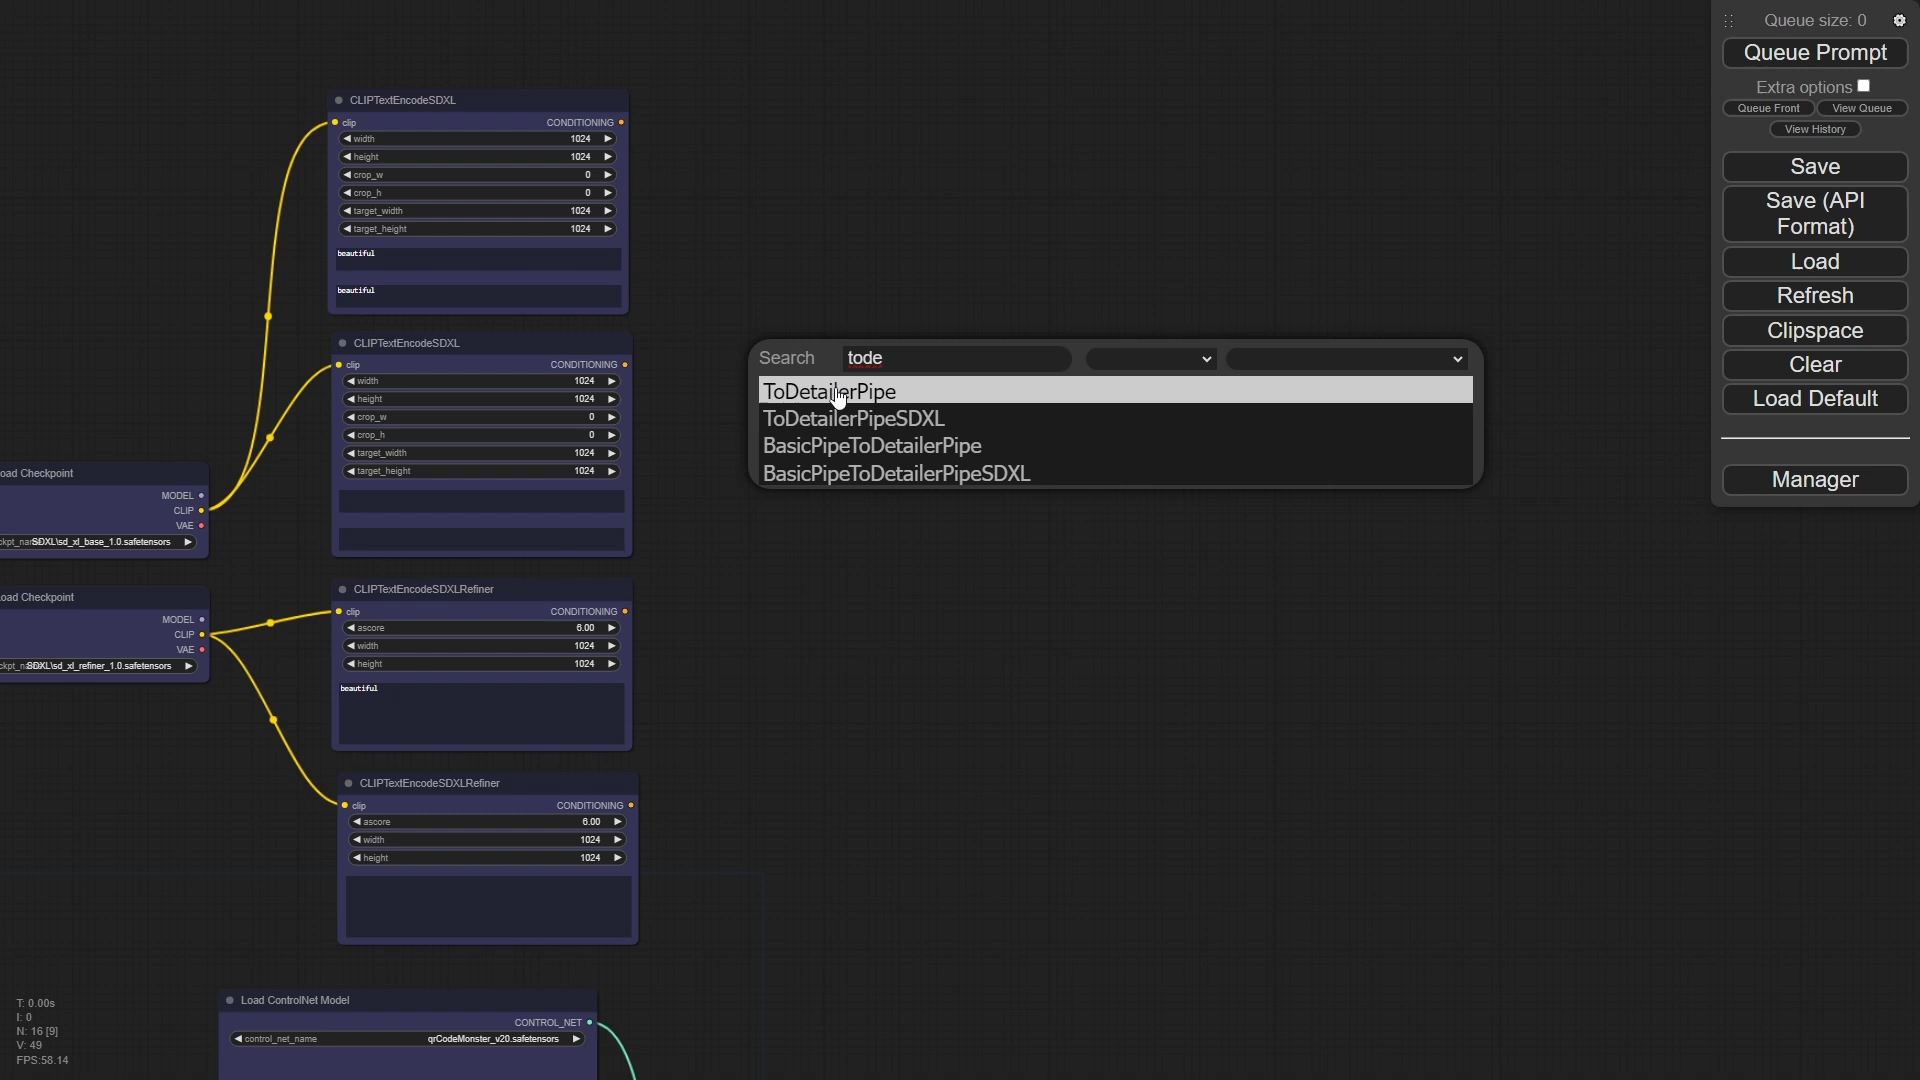 CLIPTextEncodeSDXL
clip CONDITIONING
width 1024
height 1024
crop_w 0
crop_h 0
target_width 1024
target_height 1024
beautiful
beautiful
CLIPTextEncodeSDXL
clip CONDITIONING
width 1024
height 1024
crop_w 0
crop_h 0
target_width 1024
target_height 1024
oad Checkpoint
MODEL
CLIP
VAE
SDXL\sd_xl_base_1.0.safetensors
oad Checkpoint
MODEL
CLIP
VAE
SDXL\sd_xl_refiner_1.0.safetensors
CLIPTextEncodeSDXLRefiner
clip CONDITIONING
ascore 6.00
width 1024
height 1024
beautiful
CLIPTextEncodeSDXLRefiner
clip CONDITIONING
ascore 6.00
width 1024
height 1024
Load ControlNet Model
CONTROL_NET
control_net_name qrCodeMonster_v20.safetensors
Search tode
ToDetailerPipe
ToDetailerPipeSDXL
BasicPipeToDetailerPipe
BasicPipeToDetailerPipeSDXL
Queue size: 0
Queue Prompt
Extra options
Queue Front View Queue
View History
Save
Save (API
Format)
Load
Refresh
Clipspace
Clear
Load Default
Manager
T: 0.00s
I: 0
N: 16 [9]
V: 49
FPS:58.14